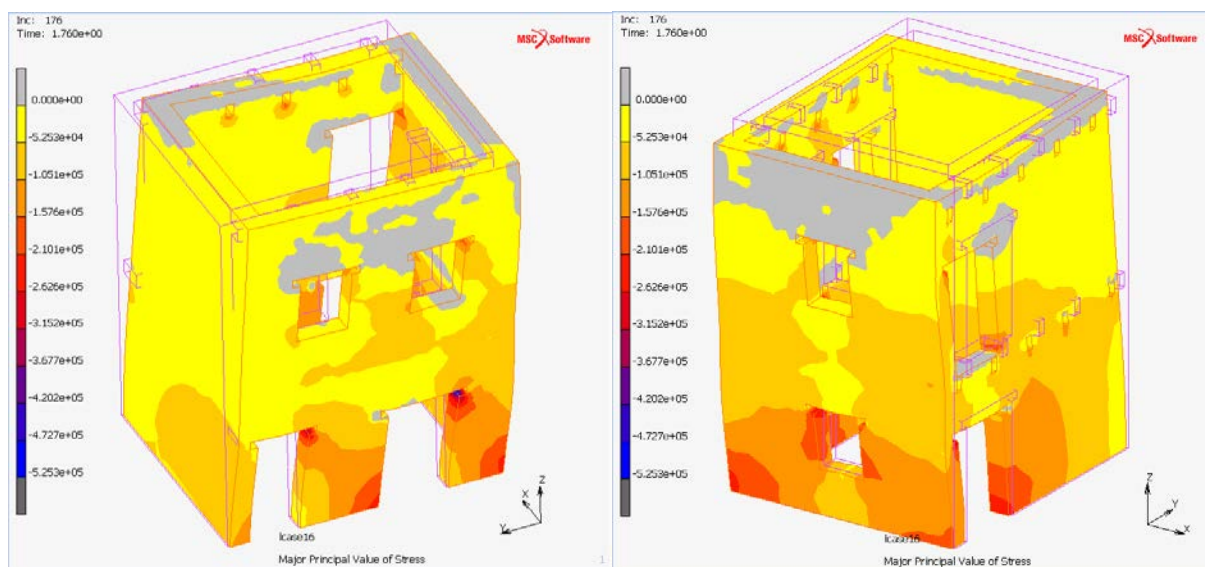 Inc: 176
Time: 1.760e+00
MSC Software
0.000e+00
-5.253e+04
-1.051e+05
-1.576e+05
-2.101e+05
-2.626e+05
-3.152e+05
-3.677e+05
-4.202e+05
-4.727e+05
-5.253e+05
Z
X
Y
lcase16
Major Principal Value of Stress
1
Inc: 176
Time: 1.760e+00
MSC Software
0.000e+00
-5.253e+04
-1.051e+05
-1.576e+05
-2.101e+05
-2.626e+05
-3.152e+05
-3.677e+05
-4.202e+05
-4.727e+05
-5.253e+05
Z
Y
X
lcase16
Major Principal Value of Stress